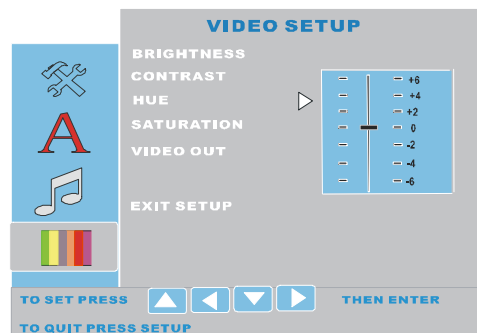 VIDEO SETUP
BRIGHTNESS
CONTRAST
HUE
SATURATION
VIDEO OUT
EXIT SETUP
+6
+4
+2
0
-2
-4
-6
A
TO SET PRESS THEN ENTER
TO QUIT PRESS SETUP